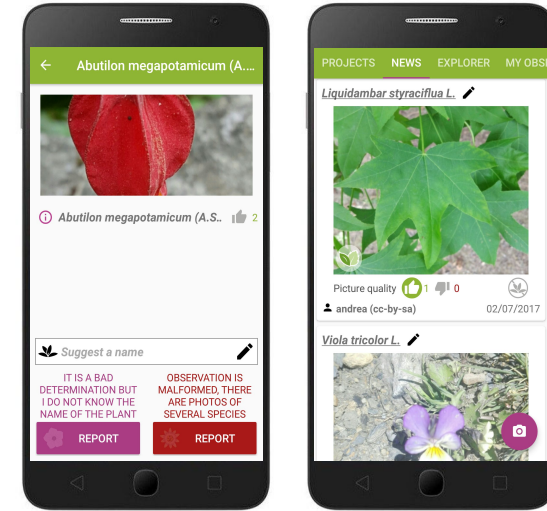 Abutilon megapotamicum (A....
Abutilon megapotamicum (A.S.. 2
Suggest a name
IT IS A BAD
DETERMINATION BUT
I DO NOT KNOW THE
NAME OF THE PLANT
REPORT
OBSERVATION IS
MALFORMED, THERE
ARE PHOTOS OF
SEVERAL SPECIES
REPORT
PROJECTS NEWS EXPLORER MY OBS
Liquidambar styraciflua L.
Picture quality 1 0
andrea (cc-by-sa) 02/07/2017
Viola tricolor L.